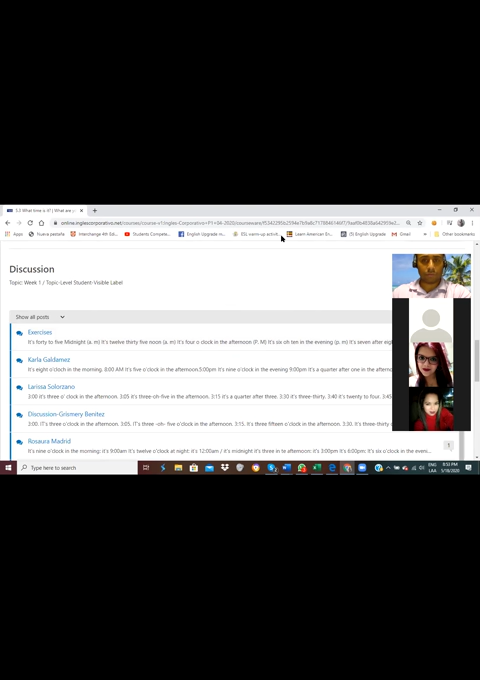 5.2 What time is it? | What are y
online.inglescorporativo.net/courses/course-v1:Ingles-Corporativo+P1+04-2020/courseware/
Apps
Nueva pestaña
Interchange 4th Ed...
Students Compete...
English Upgrade m...
ESL warm-up activit...
Learn American En...
(5) English Upgrade
Gmail
»
Other bookmarks
Discussion
Topic: Week 1 / Topic-Level Student-Visible Label
Show all posts
Exercises
It's forty to five Midnight (a. m) It's twelve thirty five noon (a. m) It's four o clock in the afternoon (P. M) It's six oh ten in the evening (p. m) It's seven after eig
Karla Galdamez
It's eight o'cloch in the morning. 8:00 AM It's five o'clock in the afternoon.5:00pm It's nine o'clock in the evening 9:00pm It's a quarter after one in the aftern
Larissa Solorzano
3:00 it's three o'clock in the afternoon. 3:05 it's three-oh-five in the afternoon. 3:15 it's a quarter after three. 3:30 it's three-thirty. 3:40 it's twenty to four. 3:45
Discussion-Grismery Benitez
3:00, IT's three o'clock in the afternoon. 3:05, IT's three -oh- five o'clock in the afternoon. 3:15. it's three fifteen o'clock in the afternoon. 3:30. It's three thirty
Rosaura Madrid
It's nine o'clock in the morning: it's 9:00am It's twelve o'clock at night: it's 12:00am / it's midnight it's three in te afternoon: it's 3:00pm It's 6:00pm: it's six o'clock in the eveni...
1
Type here to search
ENG
LAA
8:53 PM
5/18/2020